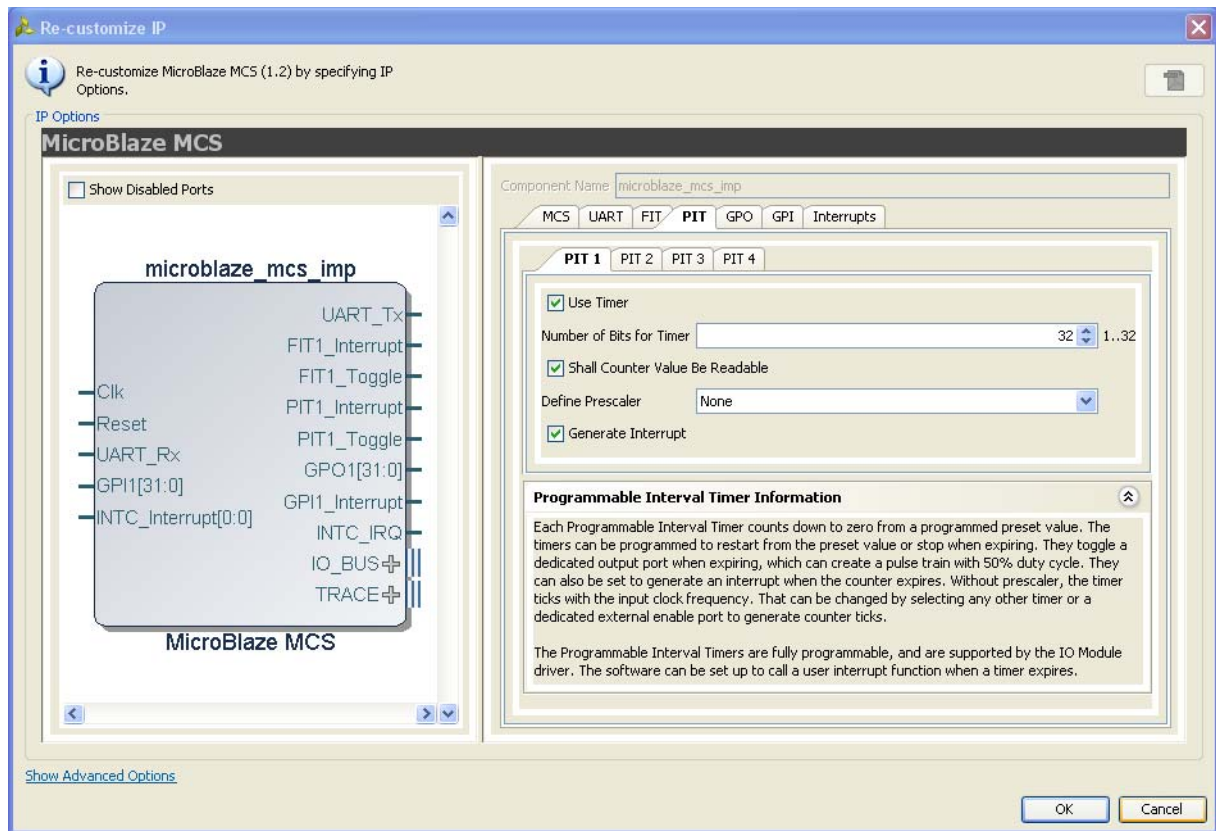 Re-customize IP
Re-customize MicroBlaze MCS (1.2) by specifying IP
Options.
IP Options
MicroBlaze MCS
Show Disabled Ports
microblaze_mcs_imp
UART_Tx
FIT1_Interrupt
FIT1_Toggle
Clk
PIT1_Interrupt
Reset
PIT1_Toggle
UART_Rx
GPO1[31:0]
GPI1[31:0]
GPI1_Interrupt
INTC_Interrupt[0:0]
INTC_IRQ
IO_BUS
TRACE
MicroBlaze MCS
Component Name microblaze_mcs_imp
MCS UART FIT PIT GPO GPI Interrupts
PIT 1 PIT 2 PIT 3 PIT 4
Use Timer
Number of Bits for Timer 32 1..32
Shall Counter Value Be Readable
Define Prescaler None
Generate Interrupt
Programmable Interval Timer Information
Each Programmable Interval Timer counts down to zero from a programmed preset value. The
timers can be programmed to restart from the preset value or stop when expiring. They toggle a
dedicated output port when expiring, which can create a pulse train with 50% duty cycle. They
can also be set to generate an interrupt when the counter expires. Without prescaler, the timer
ticks with the input clock frequency. That can be changed by selecting any other timer or a
dedicated external enable port to generate counter ticks.
The Programmable Interval Timers are fully programmable, and are supported by the IO Module
driver. The software can be set up to call a user interrupt function when a timer expires.
Show Advanced Options
OK Cancel